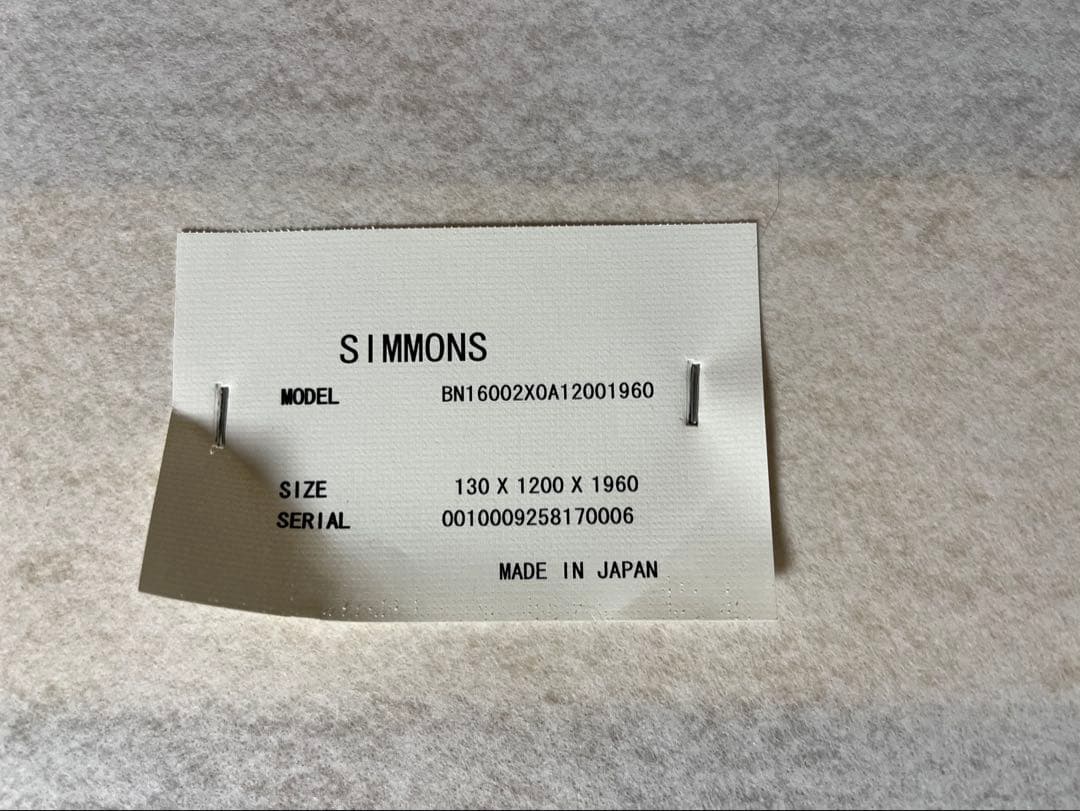 SIMMONS
MODEL BN16002X0A12001960
SIZE 130 X 1200 X 1960
SERIAL 0010009258170006
MADE IN JAPAN